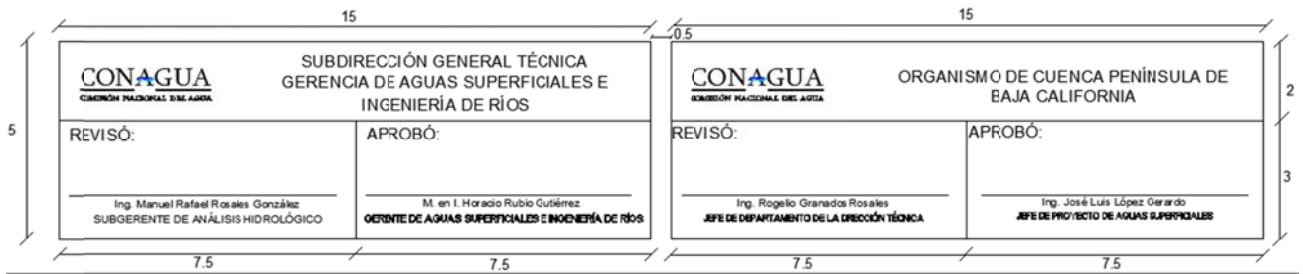 15
15
0.5
CONAGUA
COMISIÓN NACIONAL DEL AGUA
SUBDIRECCIÓN GENERAL TÉCNICA
GERENCIA DE AGUAS SUPERFICIALES E
INGENIERÍA DE RÍOS
CONAGUA
COMISIÓN NACIONAL DEL AGUA
ORGANISMO DE CUENCA PENÍNSULA DE
BAJA CALIFORNIA
2
5
REVISÓ:
APROBÓ:
REVISÓ:
APROBÓ:
3
Ing. Manuel Rafael Rosales González
SUBGERENTE DE ANÁLISIS HIDROLÓGICO
M. en I. Horacio Rubio Gutiérrez
GERENTE DE AGUAS SUPERFICIALES E INGENIERÍA DE RÍOS
Ing. Rogelio Granados Rosales
JEFE DE DEPARTAMENTO DE LA DIRECCIÓN TÉCNICA
Ing. José Luis López Gerardo
JEFE DE PROYECTO DE AGUAS SUPERFICIALES
7.5
7.5
7.5
7.5